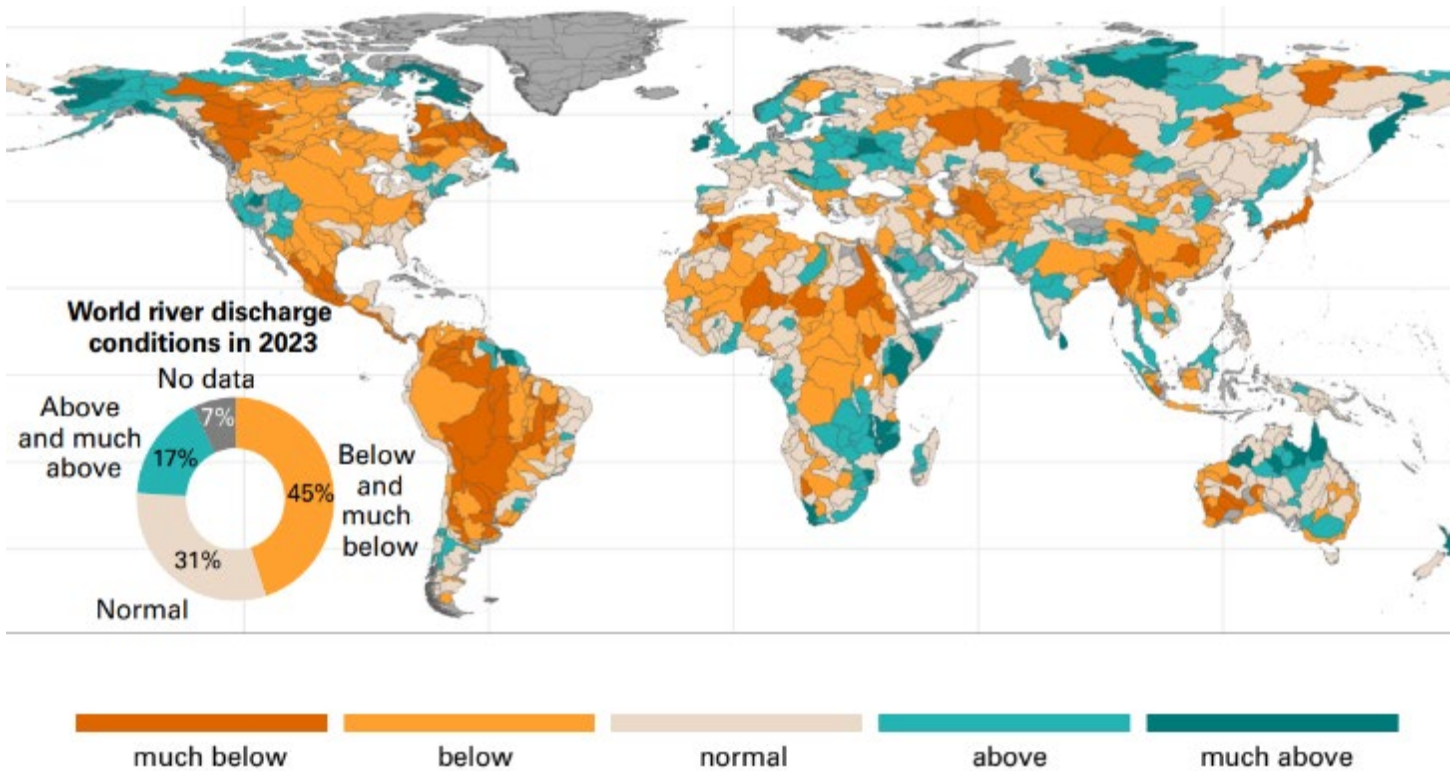 World river discharge
conditions in 2023
No data
7%
Above
and much
above
17%
Below
and
much
below
45%
31%
Normal
much below
below
normal
above
much above